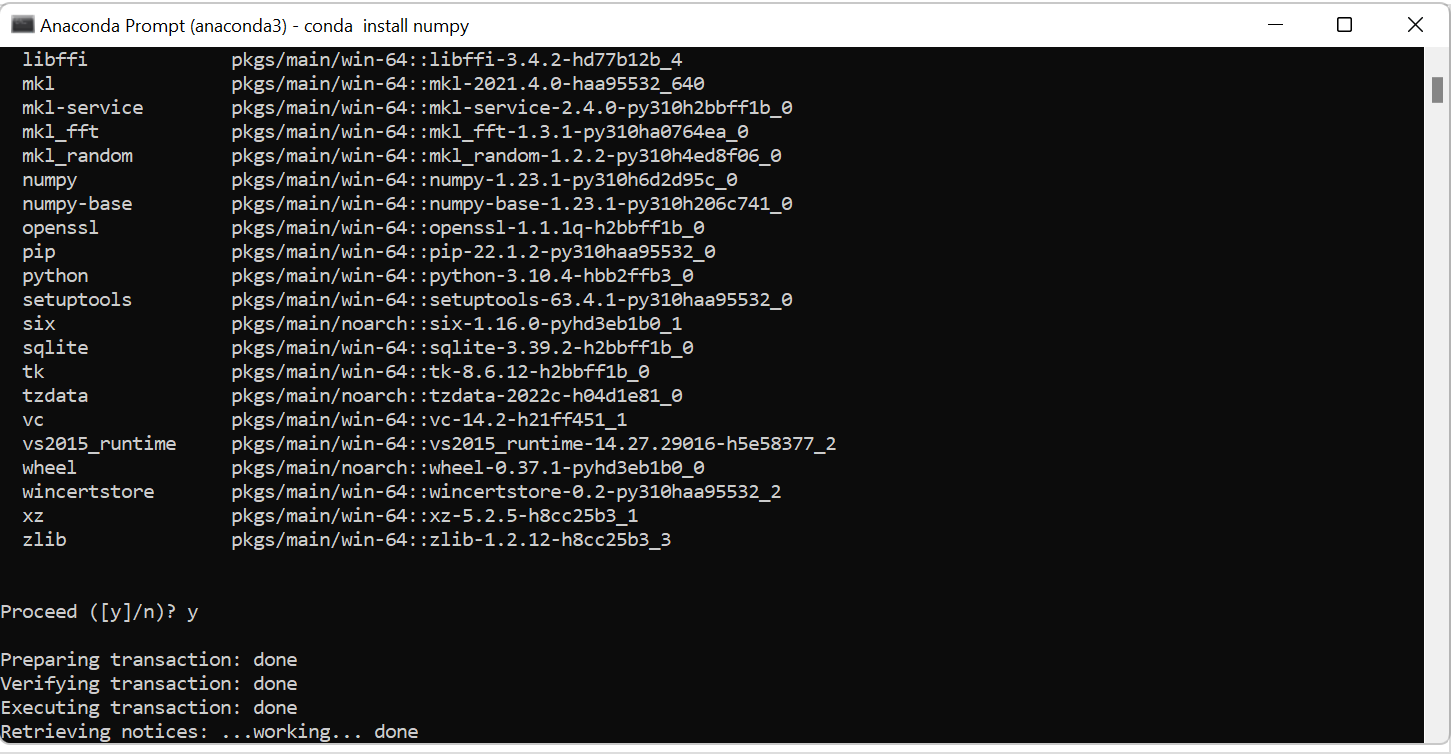 Anaconda Prompt (anaconda3) - conda  install numpy
libffi pkgs/main/win-64::libffi-3.4.2-hd77b12b_4
mkl pkgs/main/win-64::mkl-2021.4.0-haa95532_640
mkl-service pkgs/main/win-64::mkl-service-2.4.0-py310h2bbff1b_0
mkl_fft pkgs/main/win-64::mkl_fft-1.3.1-py310ha0764ea_0
mkl_random pkgs/main/win-64::mkl_random-1.2.2-py310h4ed8f06_0
numpy pkgs/main/win-64::numpy-1.23.1-py310h6d2d95c_0
numpy-base pkgs/main/win-64::numpy-base-1.23.1-py310h206c741_0
openssl pkgs/main/win-64::openssl-1.1.1q-h2bbff1b_0
pip pkgs/main/win-64::pip-22.1.2-py310haa95532_0
python pkgs/main/win-64::python-3.10.4-hbb2ffb3_0
setuptools pkgs/main/win-64::setuptools-63.4.1-py310haa95532_0
six pkgs/main/noarch::six-1.16.0-pyhd3eb1b0_1
sqlite pkgs/main/win-64::sqlite-3.39.2-h2bbff1b_0
tk pkgs/main/win-64::tk-8.6.12-h2bbff1b_0
tzdata pkgs/main/noarch::tzdata-2022c-h04d1e81_0
vc pkgs/main/win-64::vc-14.2-h21ff451_1
vs2015_runtime pkgs/main/win-64::vs2015_runtime-14.27.29016-h5e58377_2
wheel pkgs/main/noarch::wheel-0.37.1-pyhd3eb1b0_0
wincertstore pkgs/main/win-64::wincertstore-0.2-py310haa95532_2
xz pkgs/main/win-64::xz-5.2.5-h8cc25b3_1
zlib pkgs/main/win-64::zlib-1.2.12-h8cc25b3_3
Proceed ([y]/n)? y
Preparing transaction: done
Verifying transaction: done
Executing transaction: done
Retrieving notices: ...working... done